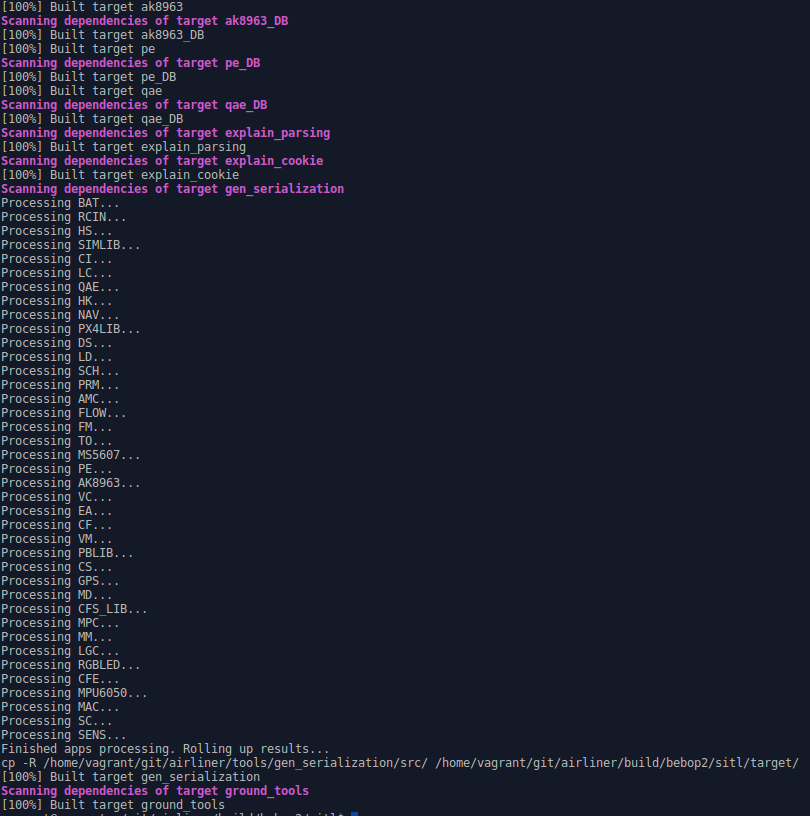 [100%] Built target ak8963
Scanning dependencies of target ak8963_DB
[100%] Built target ak8963_DB
[100%] Built target pe
Scanning dependencies of target pe_DB
[100%] Built target pe_DB
[100%] Built target qae
Scanning dependencies of target qae_DB
[100%] Built target qae_DB
Scanning dependencies of target explain_parsing
[100%] Built target explain_parsing
Scanning dependencies of target explain_cookie
[100%] Built target explain_cookie
Scanning dependencies of target gen_serialization
Processing BAT...
Processing RCIN...
Processing HS...
Processing SIMLIB...
Processing CI...
Processing LC...
Processing QAE...
Processing HK...
Processing NAV...
Processing PX4LIB...
Processing DS...
Processing LD...
Processing SCH...
Processing PRM...
Processing AMC...
Processing FLOW...
Processing FM...
Processing TO...
Processing MS5607...
Processing PE...
Processing AK8963...
Processing VC...
Processing EA...
Processing CF...
Processing VM...
Processing PBLIB...
Processing CS...
Processing GPS...
Processing MD...
Processing CFS_LIB...
Processing MPC...
Processing MM...
Processing LGC...
Processing RGBLED...
Processing CFE...
Processing MPU6050...
Processing MAC...
Processing SC...
Processing SENS...
Finished apps processing. Rolling up results...
cp -R /home/vagrant/git/airliner/tools/gen_serialization/src/ /home/vagrant/git/airliner/build/bebop2/sitl/target/
[100%] Built target gen_serialization
Scanning dependencies of target ground_tools
[100%] Built target ground_tools